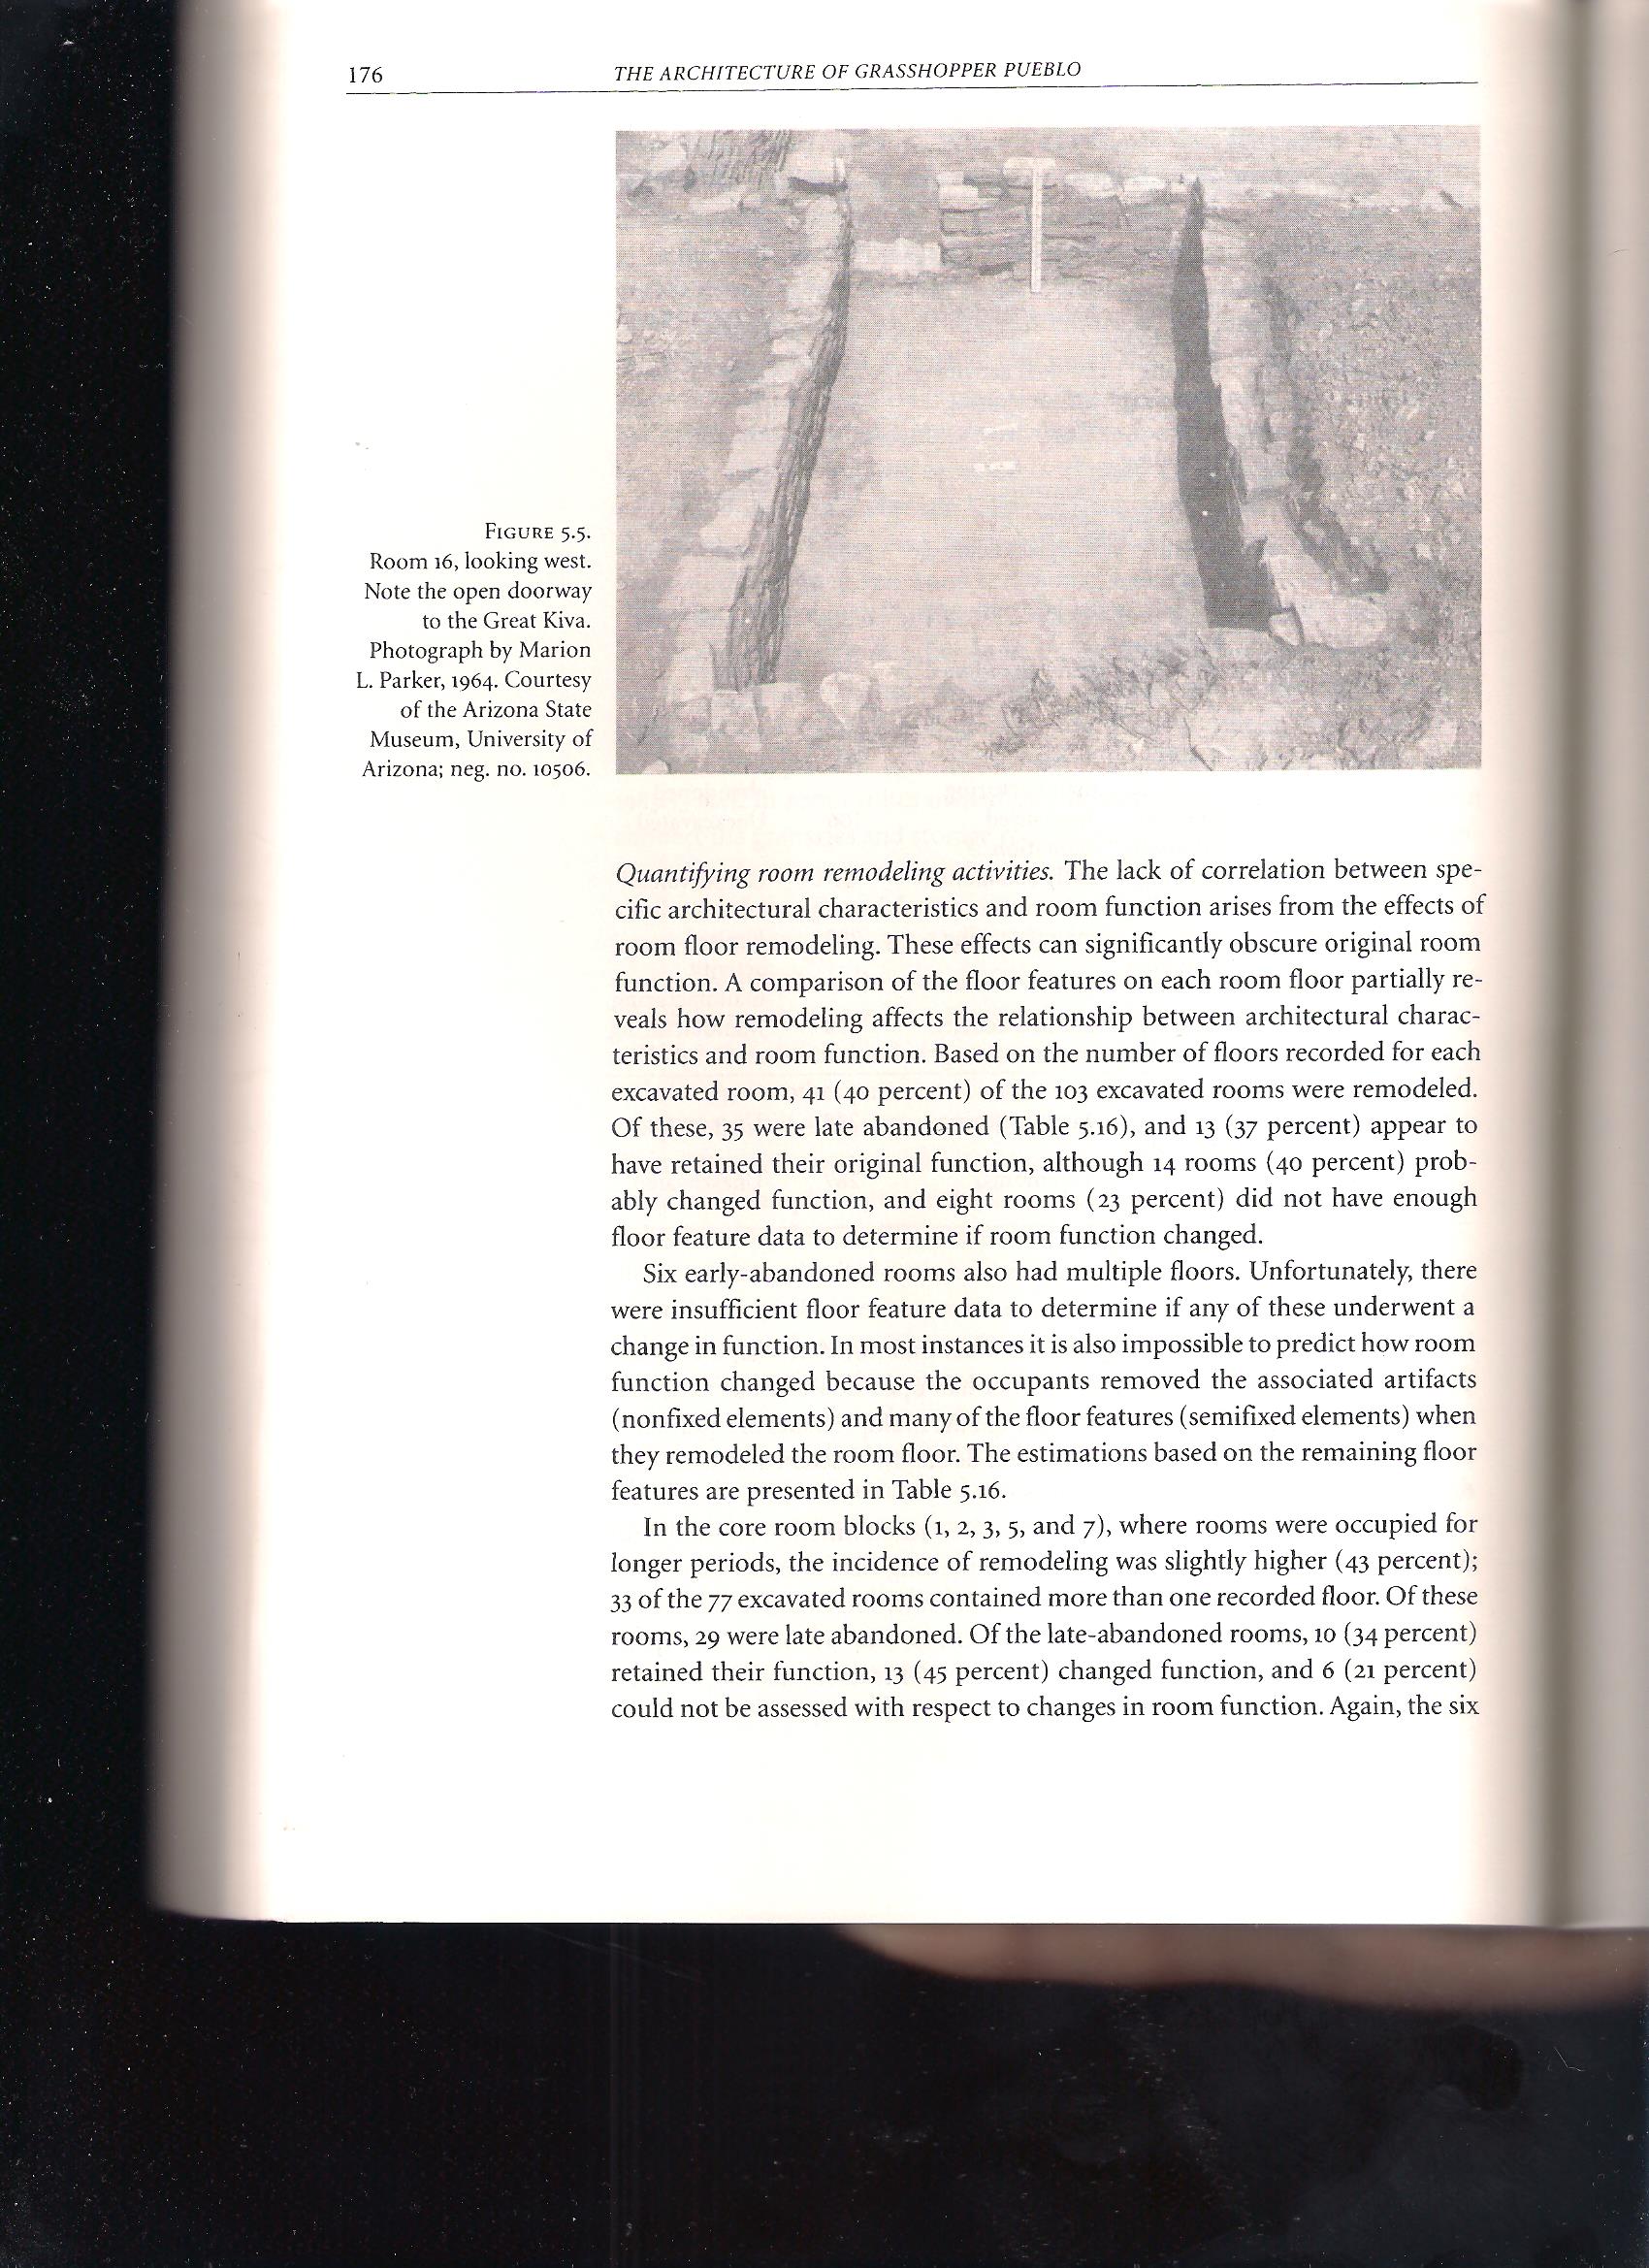 176
THE ARCHITECTURE OF GRASSHOPPER PUEBLO
FIGURE 5.5.
Room 16, looking west.
Note the open doorway
to the Great Kiva.
Photograph by Marion
L. Parker, 1964. Courtesy
of the Arizona State
Museum, University of
Arizona; neg. no. 10506.
Quantifying room remodeling activities. The lack of correlation between spe-
cific architectural characteristics and room function arises from the effects of
room floor remodeling. These effects can significantly obscure original room
function. A comparison of the floor features on each room floor partially re-
veals how remodeling affects the relationship between architectural charac-
teristics and room function. Based on the number of floors recorded for each
excavated room, 41 (40 percent) of the 103 excavated rooms were remodeled.
Of these, 35 were late abandoned (Table 5.16), and 13 (37 percent) appear to
have retained their original function, although 14 rooms (40 percent) prob-
ably changed function, and eight rooms (23 percent) did not have enough
floor feature data to determine if room function changed.
Six early-abandoned rooms also had multiple floors. Unfortunately, there
were insufficient floor feature data to determine if any of these underwent a
change in function. In most instances it is also impossible to predict how room
function changed because the occupants removed the associated artifacts
(nonfixed elements) and many of the floor features (semifixed elements) when
they remodeled the room floor. The estimations based on the remaining floor
features are presented in Table 5.16.
In the core room blocks (1, 2, 3, 5, and 7), where rooms were occupied for
longer periods, the incidence of remodeling was slightly higher (43 percent);
33 of the 77 excavated rooms contained more than one recorded floor. Of these
rooms, 29 were late abandoned. Of the late-abandoned rooms, 10 (34 percent)
retained their function, 13 (45 percent) changed function, and 6 (21 percent)
could not be assessed with respect to changes in room function. Again, the six